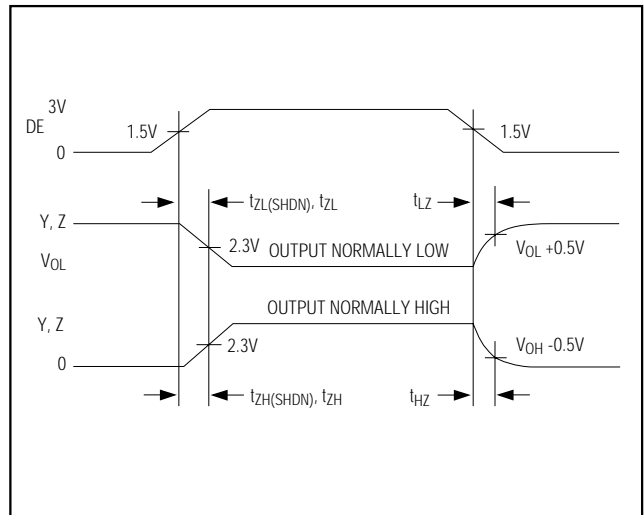 3V
DE
1.5V
1.5V
0
tZL(SHDN), tZL
tLZ
Y, Z
2.3V
OUTPUT NORMALLY LOW
VOL +0.5V
VOL
OUTPUT NORMALLY HIGH
Y, Z
2.3V
VOH -0.5V
0
tZH(SHDN), tZH
tHZ